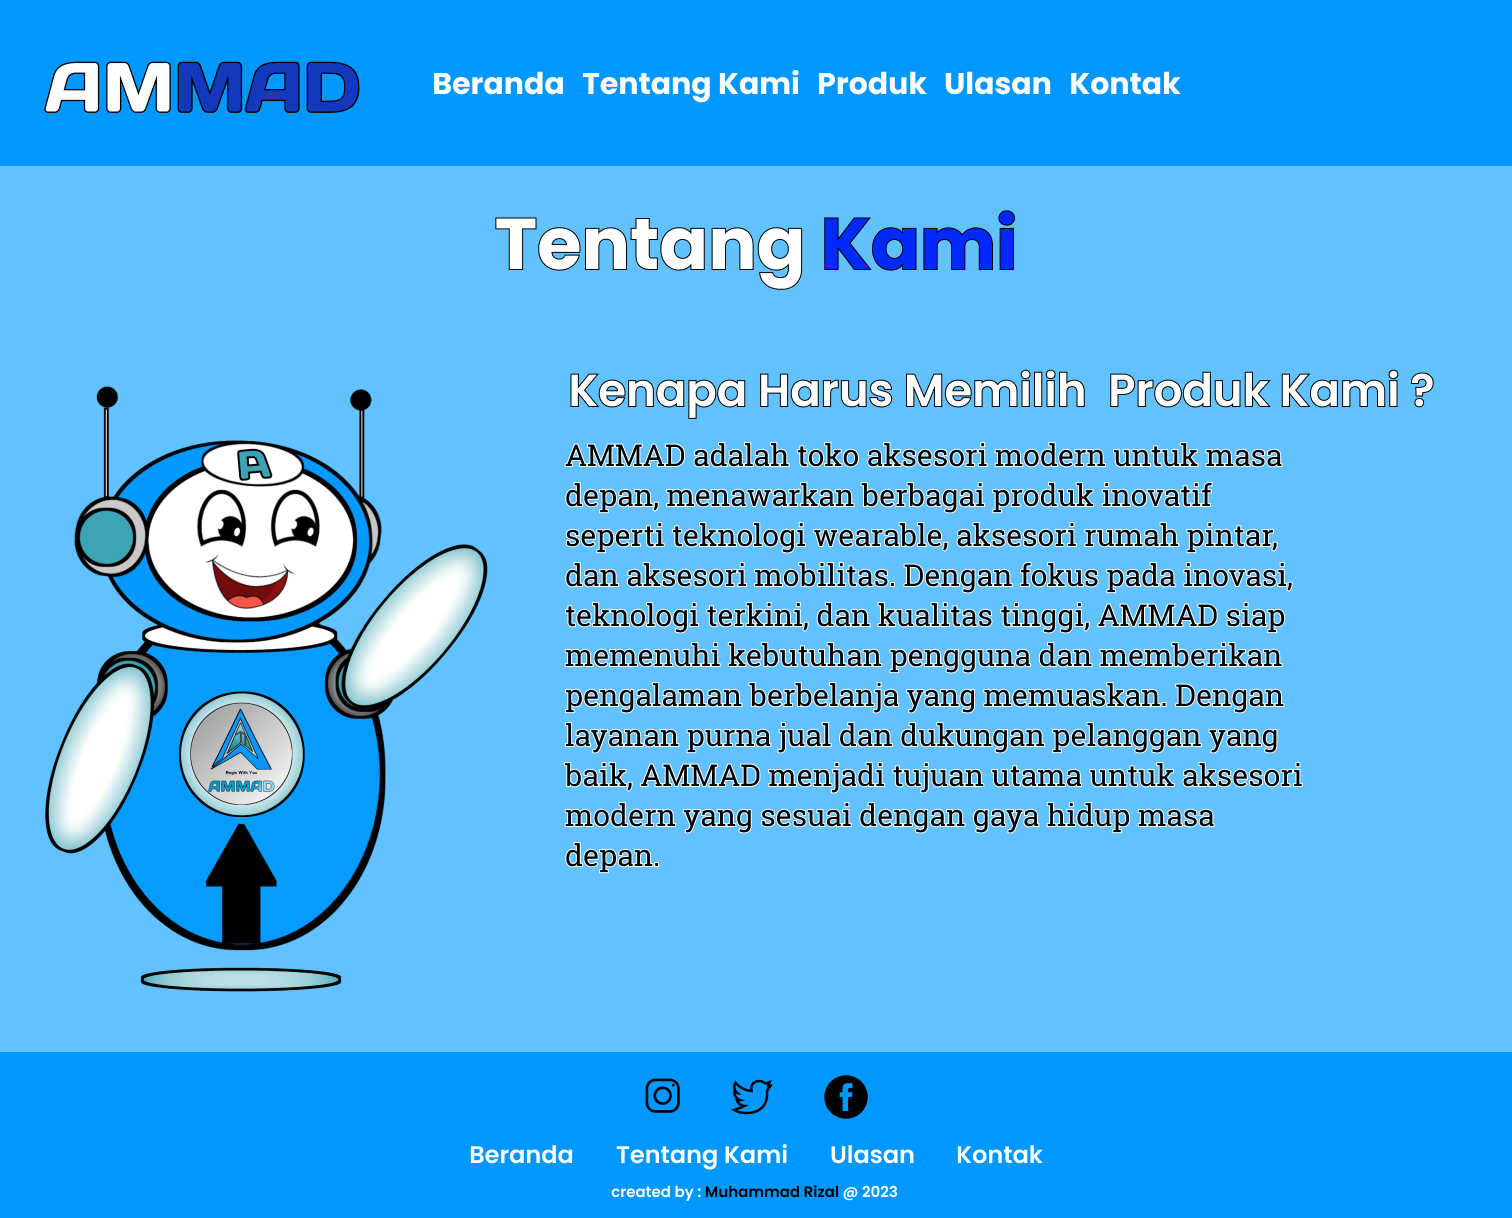 AMMAD
Beranda Tentang Kami Produk Ulasan Kontak
Tentang Kami
Kenapa Harus Memilih Produk Kami ?
AMMAD adalah toko aksesori modern untuk masa
depan, menawarkan berbagai produk inovatif
seperti teknologi wearable, aksesori rumah pintar,
dan aksesori mobilitas. Dengan fokus pada inovasi,
teknologi terkini, dan kualitas tinggi, AMMAD siap
memenuhi kebutuhan pengguna dan memberikan
pengalaman berbelanja yang memuaskan. Dengan
layanan purna jual dan dukungan pelanggan yang
baik, AMMAD menjadi tujuan utama untuk aksesori
modern yang sesuai dengan gaya hidup masa
depan.
A
Begin With You
AMMAD
Beranda Tentang Kami Ulasan Kontak
created by : Muhammad Rizal @ 2023